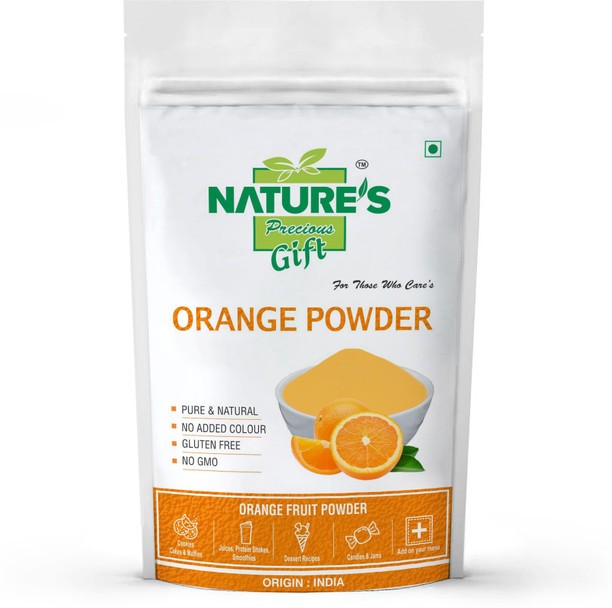 TM
NATURE'S
Precious
Gift
For Those Who Care's
ORANGE POWDER
PURE & NATURAL
NO ADDED COLOUR
GLUTEN FREE
NO GMO
ORANGE FRUIT POWDER
Cookies
Cakes & Muffins
Juices, Protein Shakes,
Smoothies
Dessert Recipes
Candies & Jams
Add on your menu
ORIGIN : INDIA